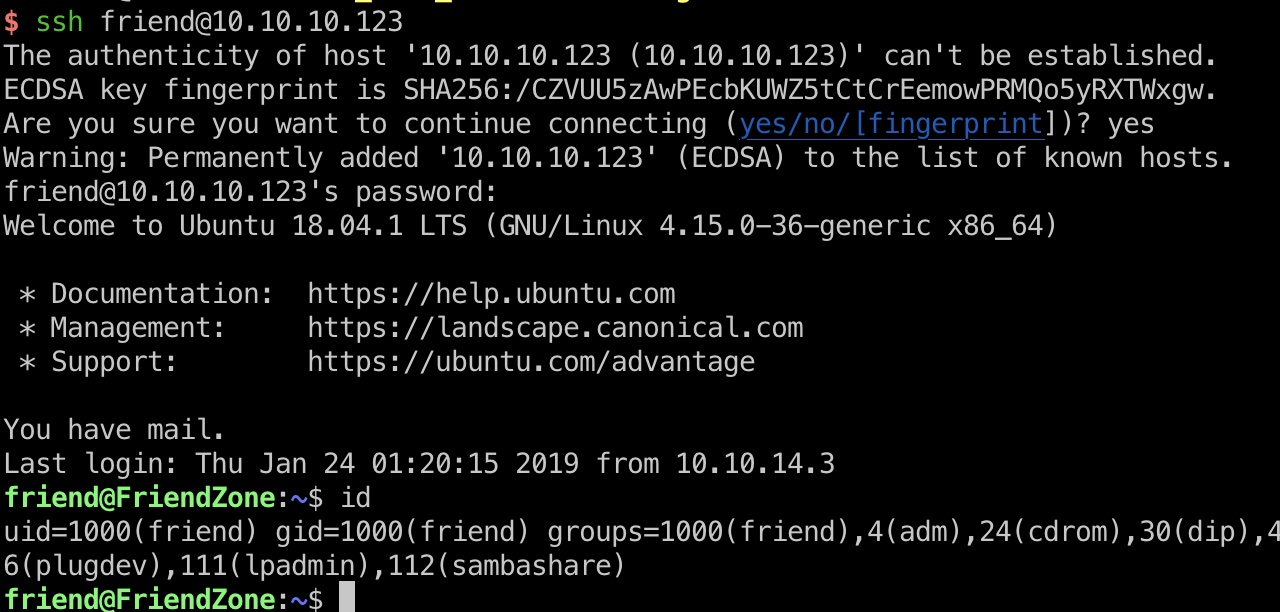 $ ssh friend@10.10.10.123
The authenticity of host '10.10.10.123 (10.10.10.123)' can't be established.
ECDSA key fingerprint is SHA256:/CZVUU5zAwPEcbKUWZ5tCtCrEemowPRMQo5yRXTWxgw.
Are you sure you want to continue connecting (yes/no/[fingerprint])? yes
Warning: Permanently added '10.10.10.123' (ECDSA) to the list of known hosts.
friend@10.10.10.123's password:
Welcome to Ubuntu 18.04.1 LTS (GNU/Linux 4.15.0-36-generic x86_64)
* Documentation:  https://help.ubuntu.com
* Management:     https://landscape.canonical.com
* Support:        https://ubuntu.com/advantage
You have mail.
Last login: Thu Jan 24 01:20:15 2019 from 10.10.14.3
friend@FriendZone:~$ id
uid=1000(friend) gid=1000(friend) groups=1000(friend),4(adm),24(cdrom),30(dip),4
6(plugdev),111(lpadmin),112(sambashare)
friend@FriendZone:~$